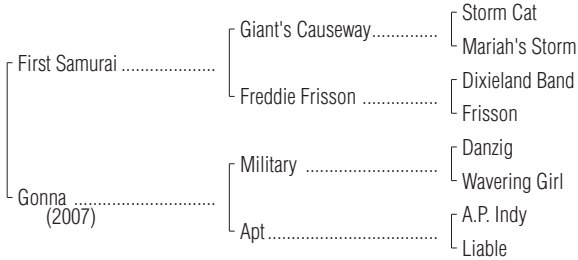 Storm Cat
Giant's Causeway................
Mariah's Storm
First Samurai .....................
Dixieland Band
Freddie Frisson .................
Frisson
Danzig
Military .............................
Wavering Girl
Gonna ................................
(2007)
A.P. Indy
Apt......................................
Liable